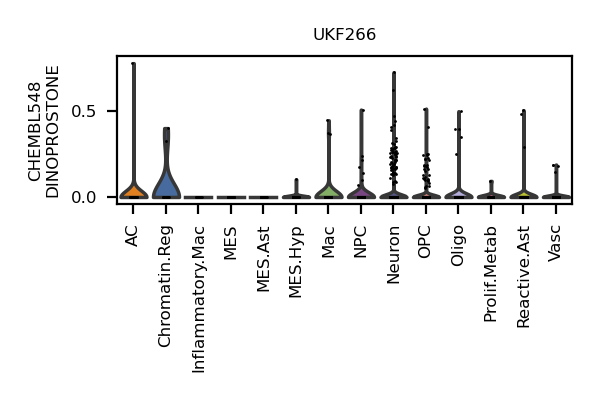 UKF266
CHEMBL548
DINOPROSTONE
0.5
0.0
AC
Chromatin.Reg
Inflammatory.Mac
MES
MES.Ast
MES.Hyp
Mac
NPC
Neuron
OPC
Oligo
Prolif.Metab
Reactive.Ast
Vasc